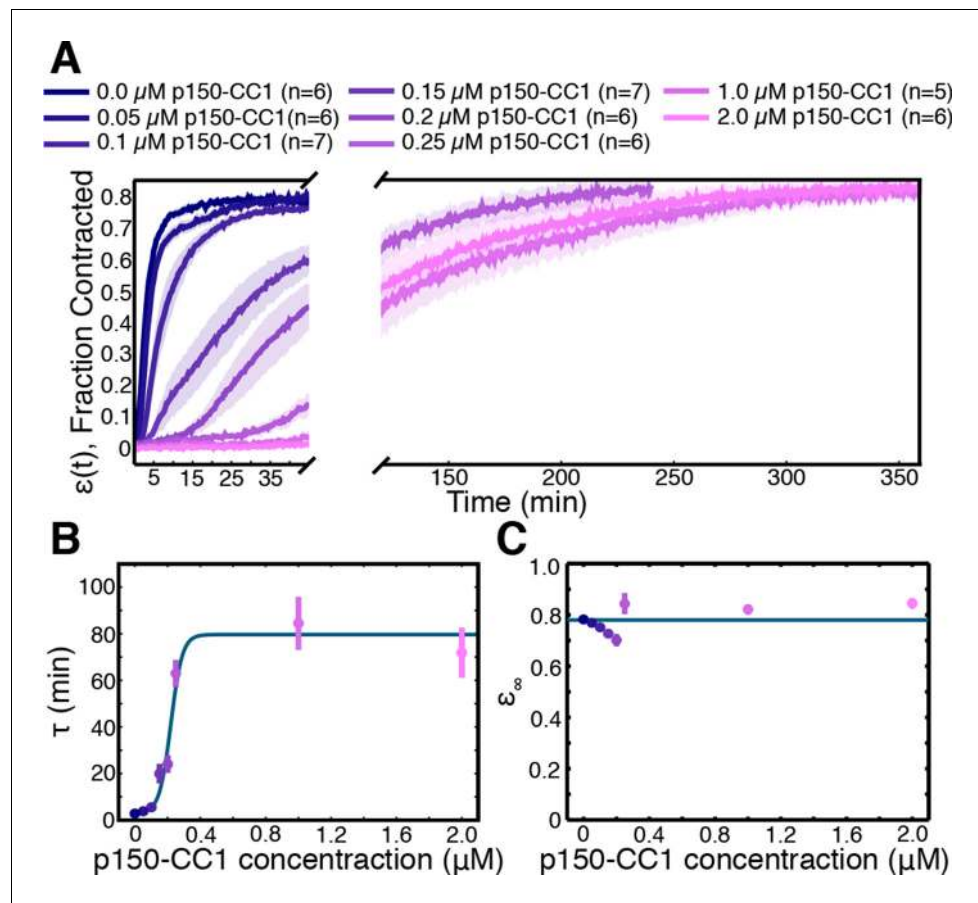 A
0.0 µM p150-CC1 (n=6)
0.15 µM p150-CC1 (n=7)
1.0 µM p150-CC1 (n=5)
0.05 µM p150-CC1(n=6)
0.2 µM p150-CC1 (n=6)
2.0 µM p150-CC1 (n=6)
0.1 µM p150-CC1 (n=7)
0.25 µM p150-CC1 (n=6)
ε(t), Fraction Contracted
0.8
0.7
0.6
0.5
0.4
0.3
0.2
0.1
0
5 15 25 35 150 200 250 300 350
Time (min)
B
τ (min)
100
80
60
40
20
0
0 0.4 0.8 1.2 1.6 2.0
p150-CC1 concentraction (µM)
C
ε∞
1.0
0.8
0.6
0.4
0.2
0
0 0.4 0.8 1.2 1.6 2.0
p150-CC1 concentraction (µM)